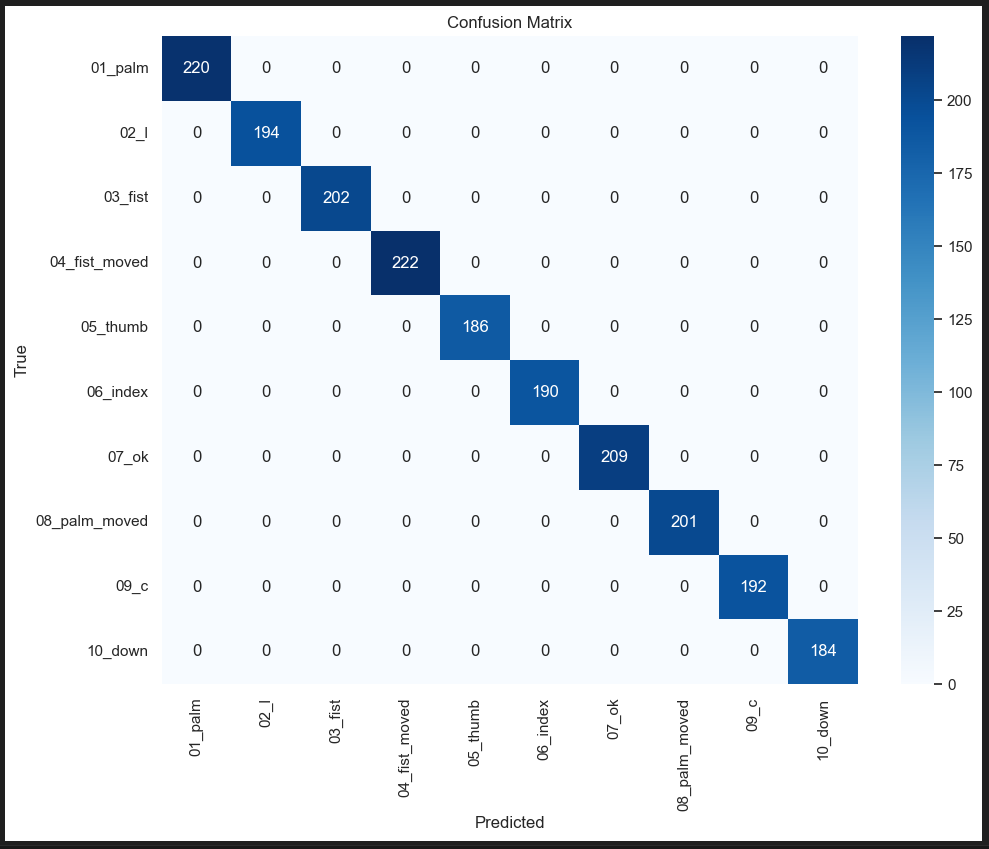 Confusion Matrix
01_palm 220 0 0 0 0 0 0 0 0 0
02_l 0 194 0 0 0 0 0 0 0 0
03_fist 0 0 202 0 0 0 0 0 0 0
04_fist_moved 0 0 0 222 0 0 0 0 0 0
05_thumb 0 0 0 0 186 0 0 0 0 0
06_index 0 0 0 0 0 190 0 0 0 0
07_ok 0 0 0 0 0 0 209 0 0 0
08_palm_moved 0 0 0 0 0 0 0 201 0 0
09_c 0 0 0 0 0 0 0 0 192 0
10_down 0 0 0 0 0 0 0 0 0 184
True
01_palm 02_l 03_fist 04_fist_moved 05_thumb 06_index 07_ok 08_palm_moved 09_c 10_down
Predicted
200
175
150
125
100
75
50
25
0